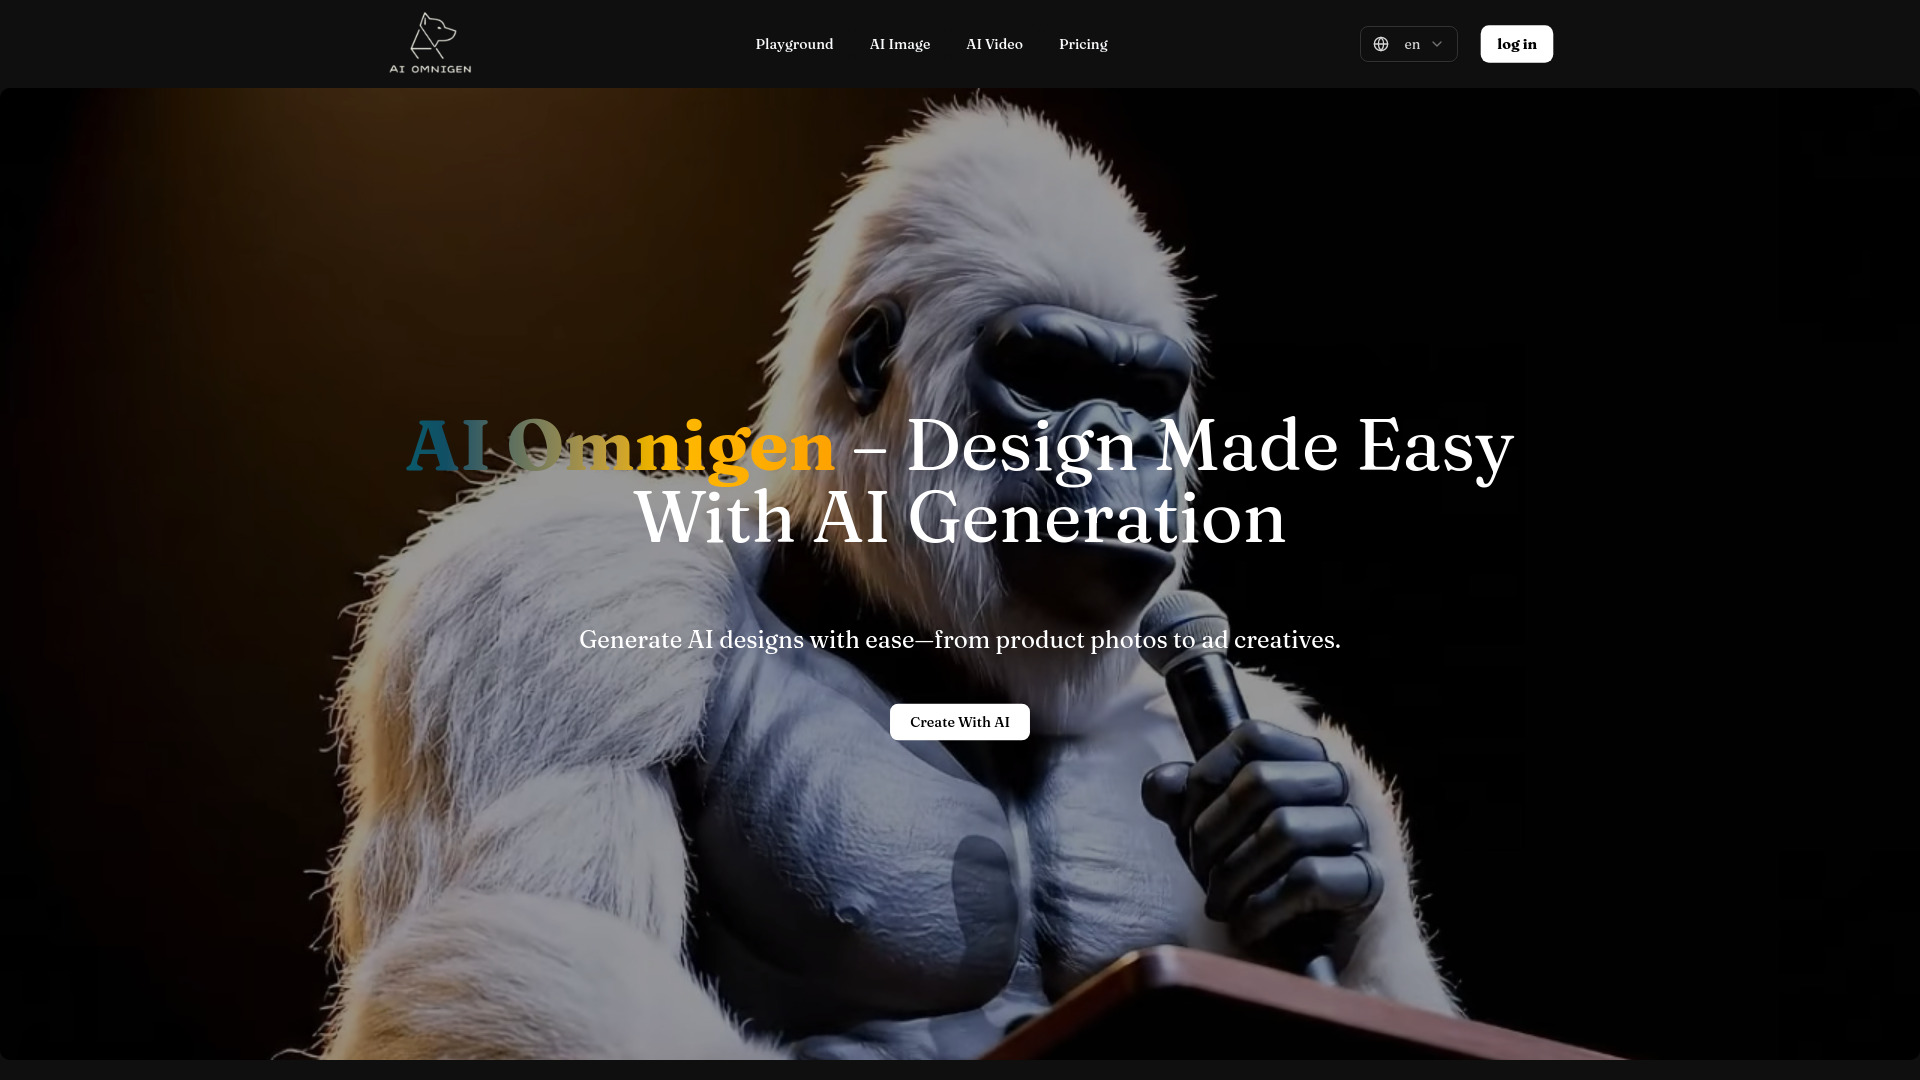 AI OMNIGEN
Playground
AI Image
AI Video
Pricing
en
log in
AI Omnigen – Design Made Easy
With AI Generation
Generate AI designs with ease—from product photos to ad creatives.
Create With AI